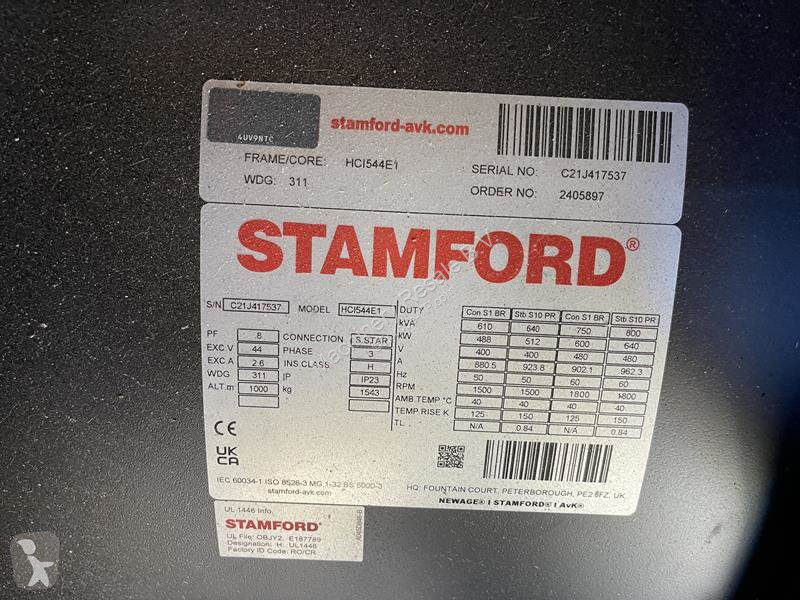 4UV9NTC
stamford-avk.com
FRAME/CORE: HCI544E1
WDG: 311
SERIAL NO: C21J417537
ORDER NO: 2405897
STAMFORD®
S/N C21J417537 MODEL HCI544E1
PF .8 CONNECTION S.STAR
EXC V 44 PHASE 3
EXC A 2.6 INS.CLASS H
WDG 311 IP IP23
ALT.m 1000 kg 1543
DUTY Con S1 BR Stb S10 PR Con S1 BR Stb S10 PR
kVA 610 640 750 800
kW 488 512 600 640
V 400 400 480 480
A 880.5 923.8 902.1 962.3
Hz 50 50 60 60
RPM 1500 1500 1800 1800
AMB.TEMP °C 40 40 40 40
TEMP.RISE K 125 150 125 150
TL N/A 0.84 N/A 0.84
CE
UK
CA
IEC 60034-1 ISO 8528-3 MG 1-32 BS 5000-3
stamford-avk.com
HQ: FOUNTAIN COURT, PETERBOROUGH, PE2 6FZ, UK
NEWAGE® I STAMFORD® I AvK®
UL 1446 Info.
STAMFORD®
UL File: OBJY2, E187789
Designation: H: UL1446
Factory ID Code: RO/CR